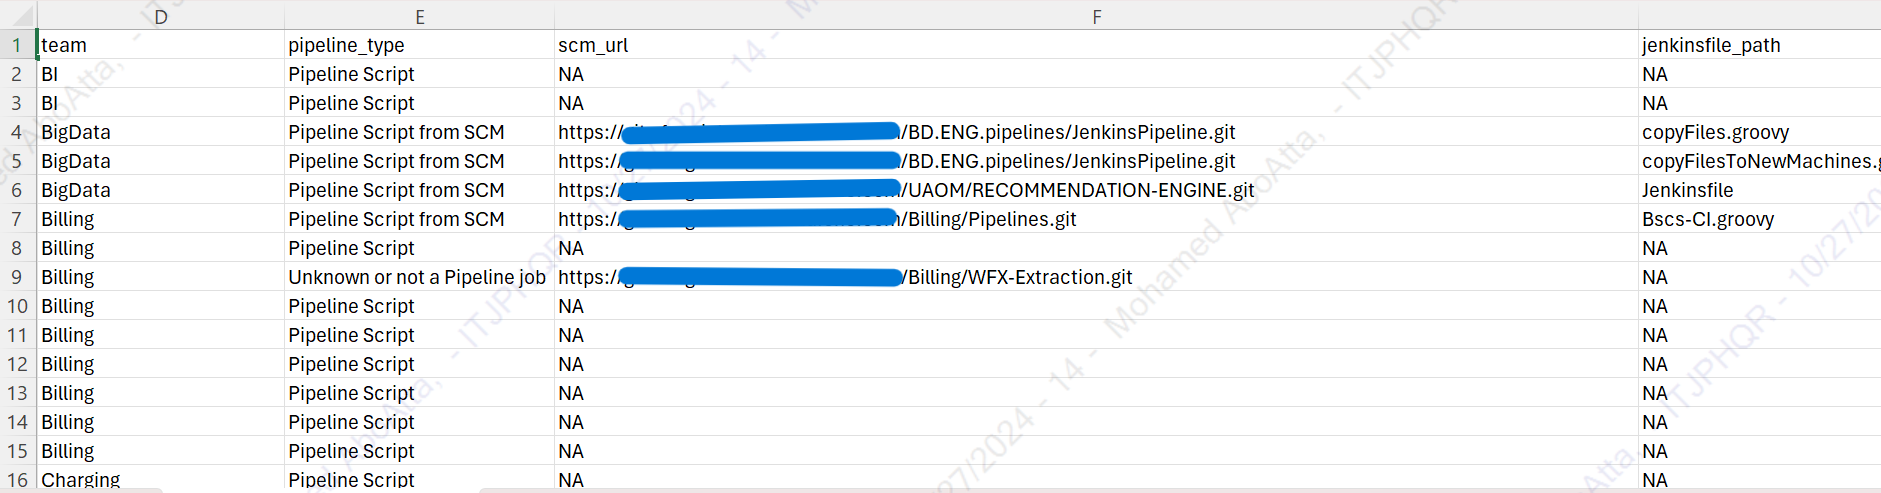 D E F
1 team pipeline_type scm_url jenkinsfile_path
2 BI Pipeline Script NA NA
3 BI Pipeline Script NA NA
4 BigData Pipeline Script from SCM https:// /BD.ENG.pipelines/JenkinsPipeline.git copyFiles.groovy
5 BigData Pipeline Script from SCM https:// /BD.ENG.pipelines/JenkinsPipeline.git copyFilesToNewMachines.
6 BigData Pipeline Script from SCM https:// /UAOM/RECOMMENDATION-ENGINE.git Jenkinsfile
7 Billing Pipeline Script from SCM https:// /Billing/Pipelines.git Bscs-CI.groovy
8 Billing Pipeline Script NA NA
9 Billing Unknown or not a Pipeline job https:// /Billing/WFX-Extraction.git NA
10 Billing Pipeline Script NA NA
11 Billing Pipeline Script NA NA
12 Billing Pipeline Script NA NA
13 Billing Pipeline Script NA NA
14 Billing Pipeline Script NA NA
15 Billing Pipeline Script NA NA
16 Charging Pipeline Script NA NA
Mohamed AboAtta, - ITJPHQR - 10/27/2024 - 14 -